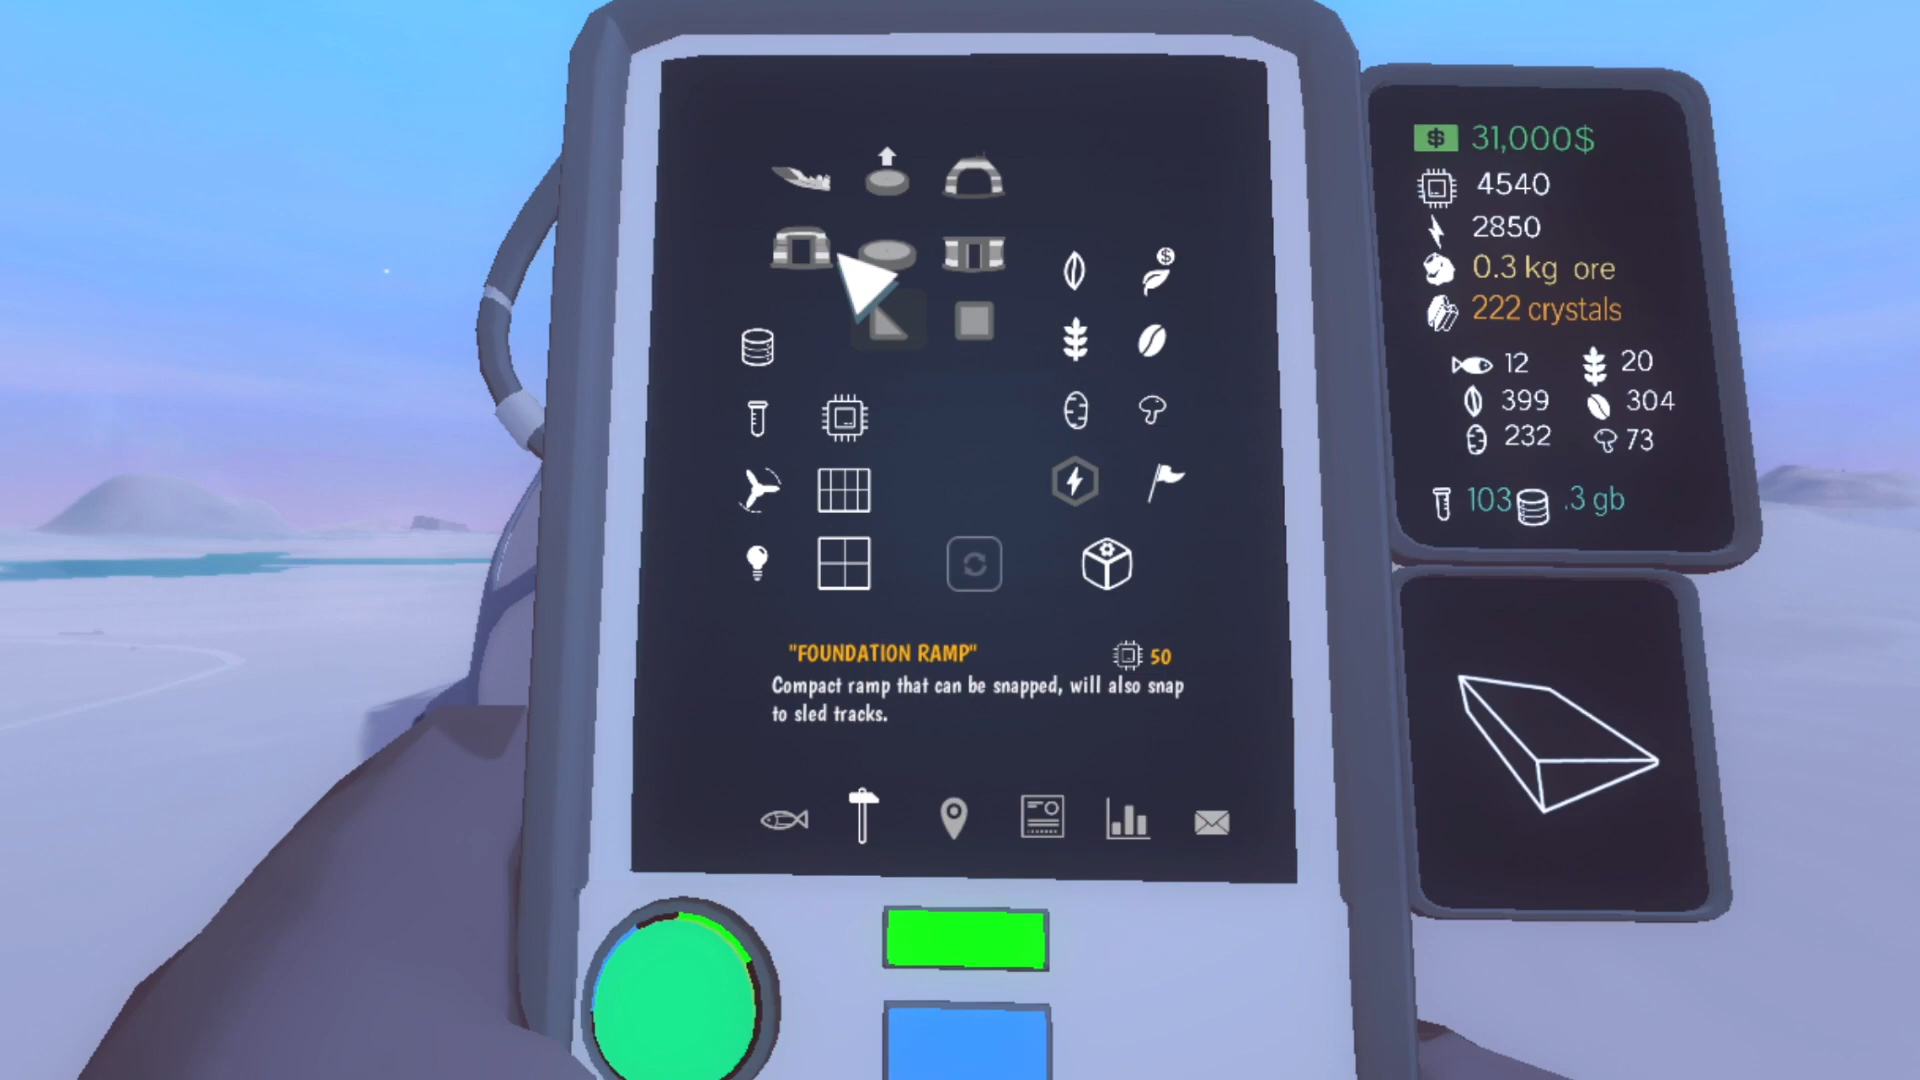 31,000$
4540
2850
0.3 kg ore
222 crystals
12
20
399
304
232
73
103
.3 gb
"FOUNDATION RAMP"
50
Compact ramp that can be snapped, will also snap
to sled tracks.